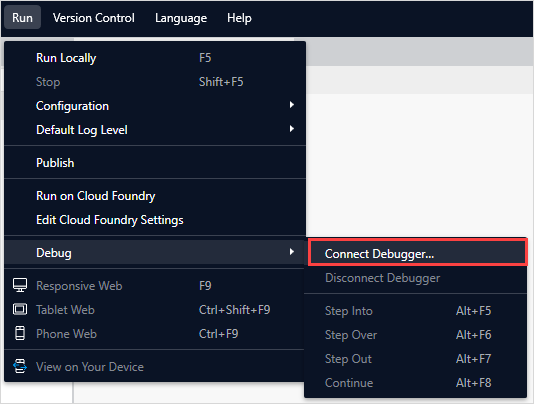 Run Version Control Language Help
Run Locally F5
Stop Shift+F5
Configuration
Default Log Level
Publish
Run on Cloud Foundry
Edit Cloud Foundry Settings
Debug
Responsive Web F9
Tablet Web Ctrl+Shift+F9
Phone Web Ctrl+F9
View on Your Device
Connect Debugger...
Disconnect Debugger
Step Into Alt+F5
Step Over Alt+F6
Step Out Alt+F7
Continue Alt+F8